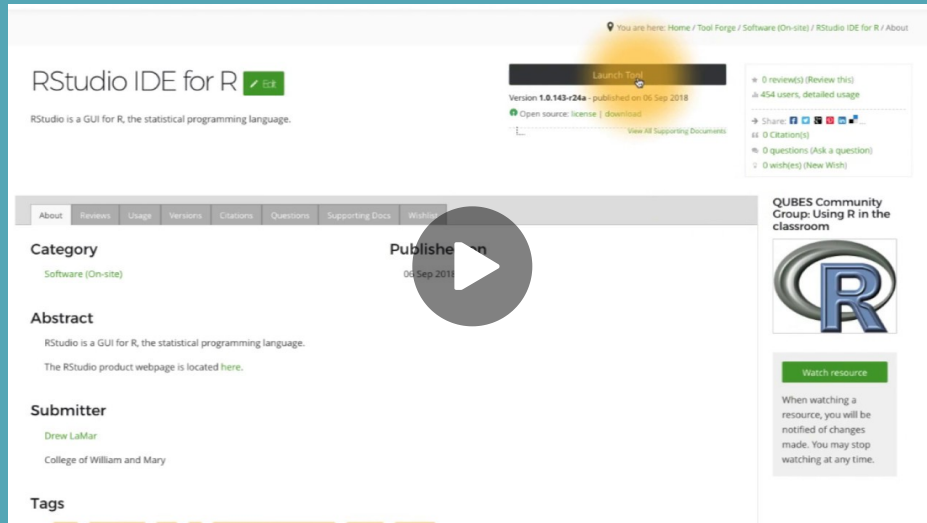 You are here: Home / Tool Forge / Software (On-site) / RStudio IDE for R / About
RStudio IDE for R
Edit
RStudio is a GUI for R, the statistical programming language.
Launch Tool
Version 1.0.143-r24a - published on 06 Sep 2018
Open source: license | download
View All Supporting Documents
0 review(s) (Review this)
454 users, detailed usage
Share:
0 Citation(s)
0 questions (Ask a question)
0 wish(es) (New Wish)
About Reviews Usage Versions Citations Questions Supporting Docs Wishlist
Category
Software (On-site)
Published on
06 Sep 2018
Abstract
RStudio is a GUI for R, the statistical programming language.
The RStudio product webpage is located here.
Submitter
Drew LaMar
College of William and Mary
Tags
QUBES Community
Group: Using R in the
classroom
R
Watch resource
When watching a
resource, you will be
notified of changes
made. You may stop
watching at any time.